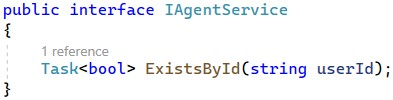 public interface IAgentService
{
1 reference
Task<bool> ExistsById(string userId);
}